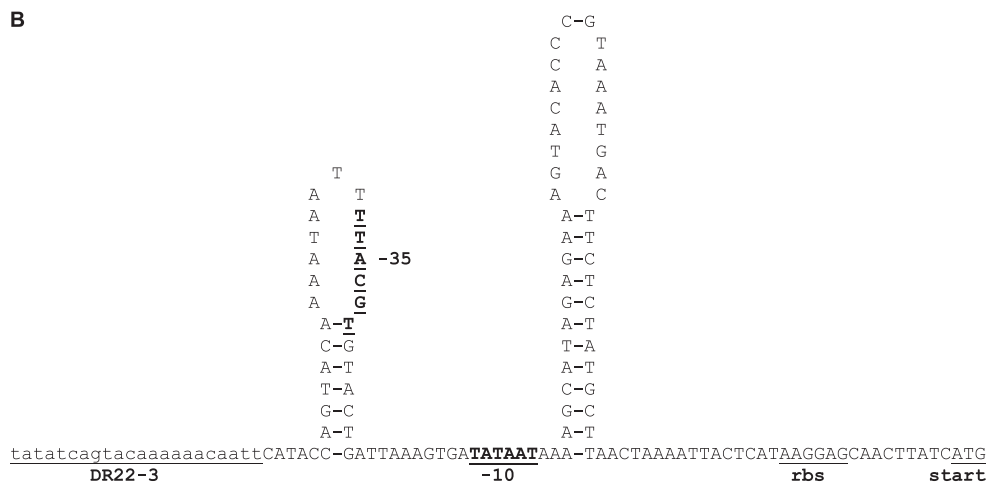 B
C-G
C T
C A
A A
C A
A T
T G
T G A
A T A C
A T A-T
T T A-T
A A -35 G-C
A C A-T
A G G-C
A-T A-T
C-G T-A
A-T A-T
T-A C-G
G-C G-C
A-T A-T
tatatcagtacaaaaaacaattCATACC-GATTAAAGTGATATAATAAA-TAACTAAAATTACTCATAAGGAGCAACTTATCATG
DR22-3 -10 rbs start